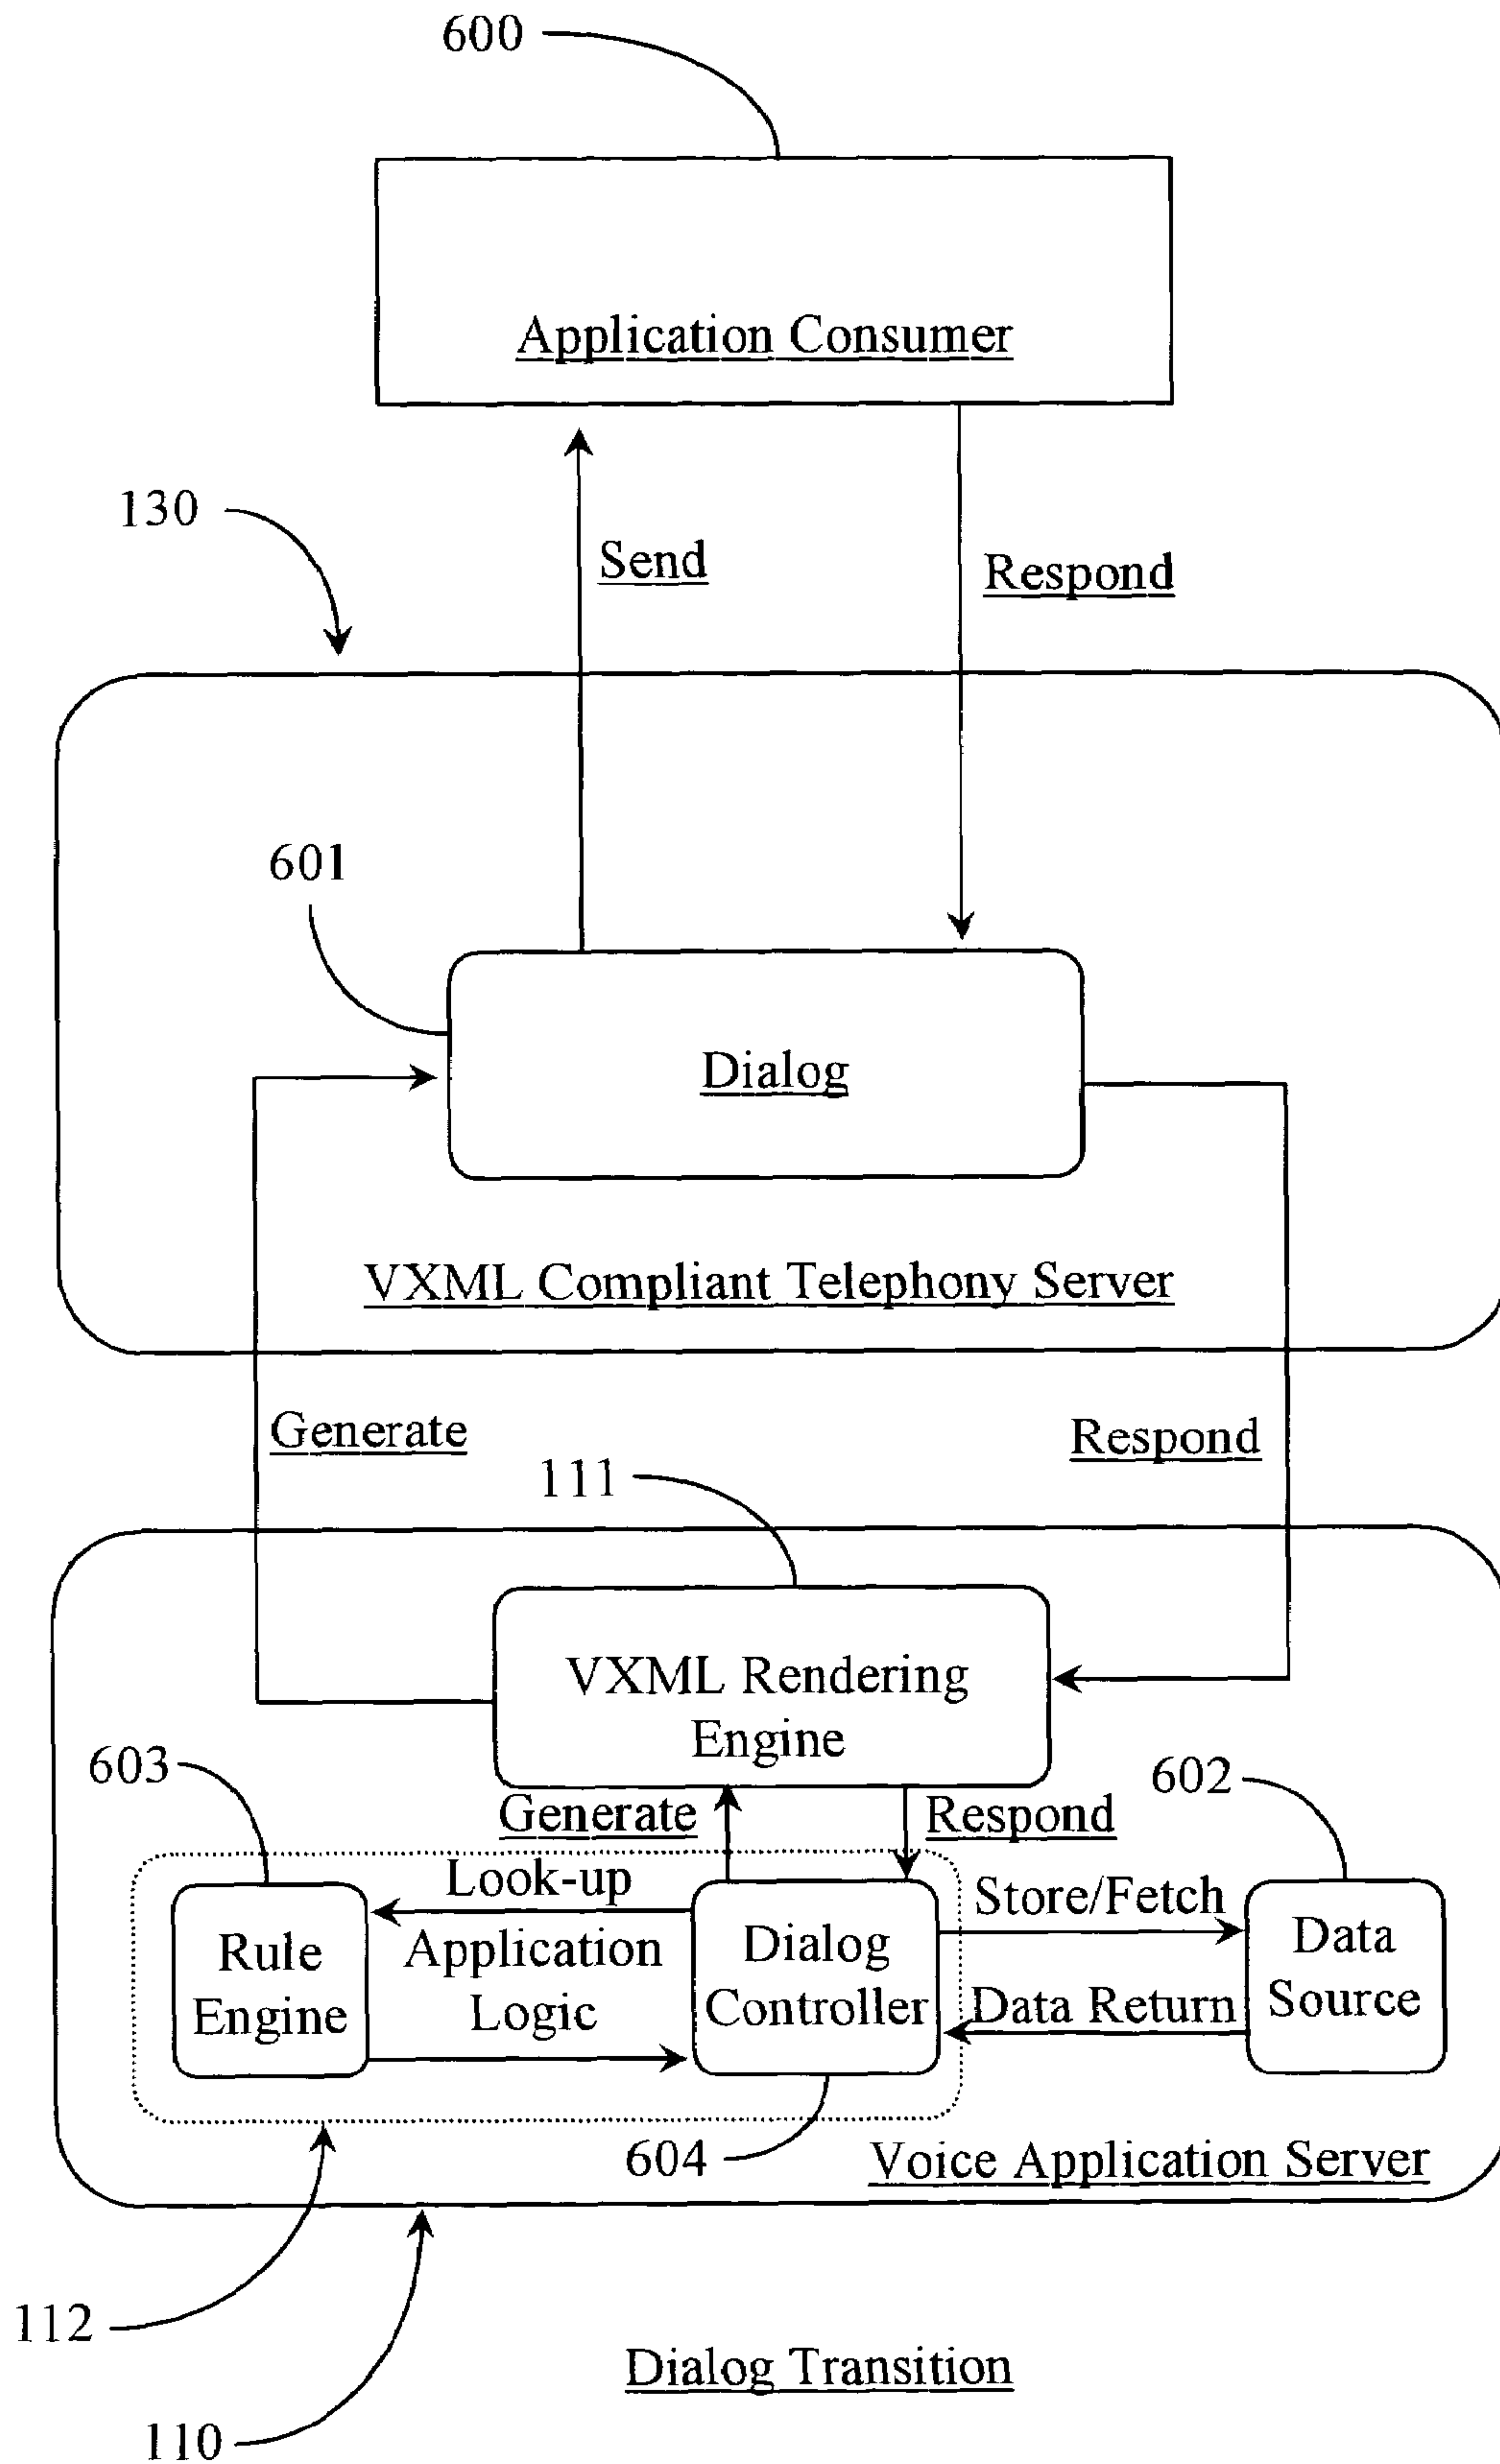 600
Application Consumer
130
Send
Respond
601
Dialog
VXML Compliant Telephony Server
Generate
Respond
111
VXML Rendering
Engine
603
602
Generate
Respond
Look-up
Store/Fetch
Rule
Engine
Application
Logic
Dialog
Controller
Data
Source
Data Return
604
Voice Application Server
112
Dialog Transition
110